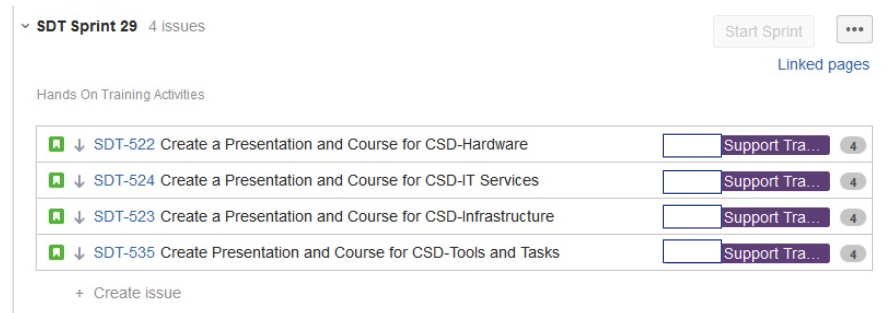 SDT Sprint 29 4 issues Start Sprint •••
Linked pages
Hands On Training Activities
SDT-522 Create a Presentation and Course for CSD-Hardware Support Tra... 4
SDT-524 Create a Presentation and Course for CSD-IT Services Support Tra... 4
SDT-523 Create a Presentation and Course for CSD-Infrastructure Support Tra... 4
SDT-535 Create Presentation and Course for CSD-Tools and Tasks Support Tra... 4
+ Create issue